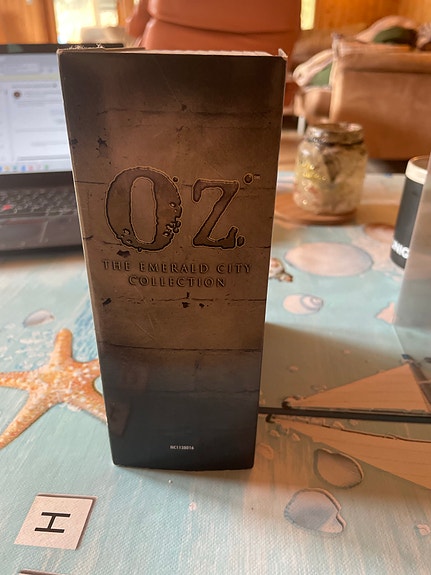 OZ
THE EMERALD CITY
COLLECTION
H